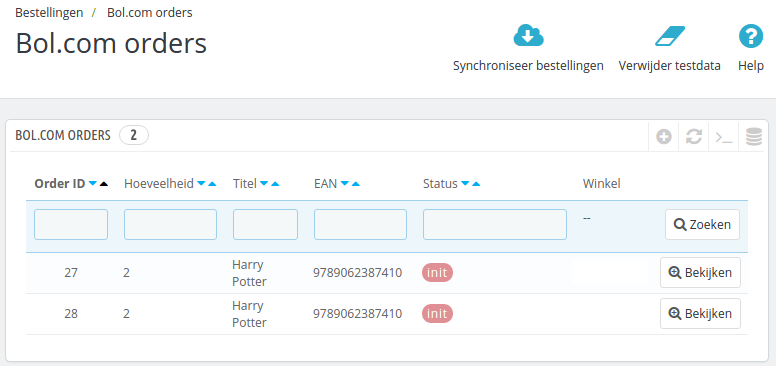 Bestellingen / Bol.com orders
Bol.com orders
Synchroniseer bestellingen Verwijder testdata Help
BOL.COM ORDERS 2
Order ID Hoeveelheid Titel EAN Status Winkel
-- Zoeken
27 2 Harry Potter 9789062387410 init Bekijken
28 2 Harry Potter 9789062387410 init Bekijken